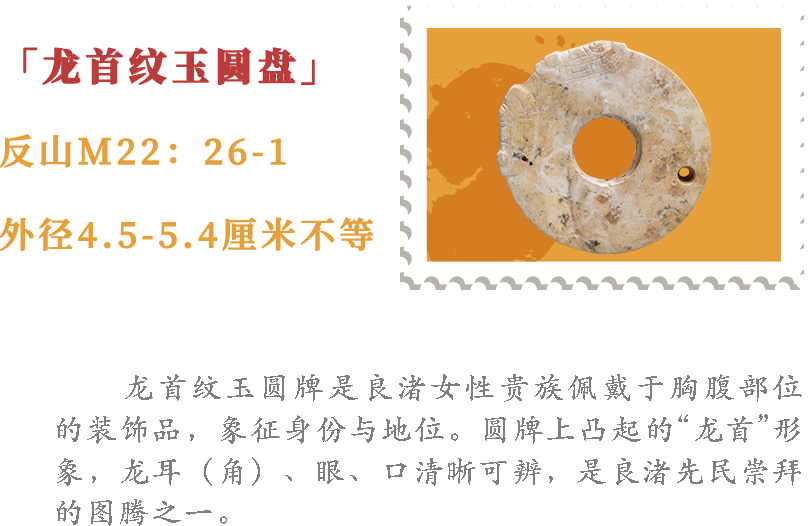 「龙首纹玉圆盘」
反山M22：26-1
外径4.5-5.4厘米不等
龙首纹玉圆牌是良渚女性贵族佩戴于胸腹部位
的装饰品，象征身份与地位。圆牌上凸起的“龙首”形
象，龙耳（角）、眼、口清晰可辨，是良渚先民崇拜
的图腾之一。